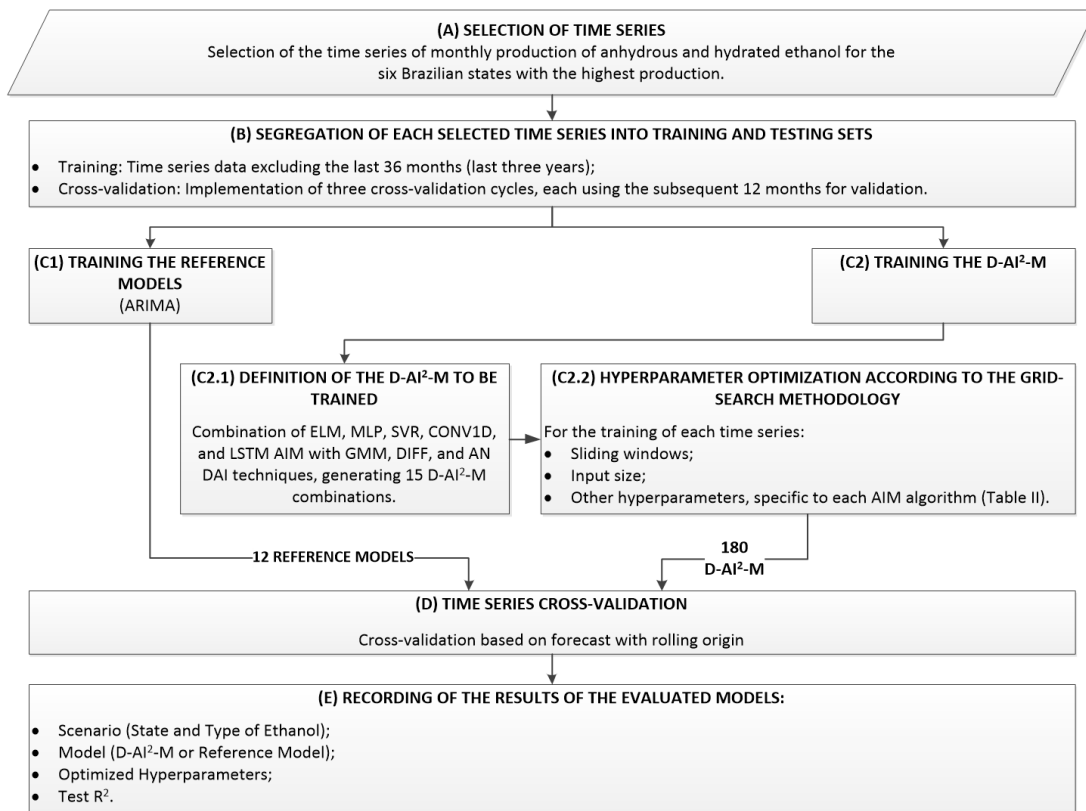 (A) SELECTION OF TIME SERIES
Selection of the time series of monthly production of anhydrous and hydrated ethanol for the
six Brazilian states with the highest production.
(B) SEGREGATION OF EACH SELECTED TIME SERIES INTO TRAINING AND TESTING SETS
• Training: Time series data excluding the last 36 months (last three years);
• Cross-validation: Implementation of three cross-validation cycles, each using the subsequent 12 months for validation.
(C1) TRAINING THE REFERENCE
MODELS
(ARIMA)
(C2) TRAINING THE D-AI²-M
(C2.1) DEFINITION OF THE D-AI²-M TO BE
TRAINED
Combination of ELM, MLP, SVR, CONV1D,
and LSTM AIM with GMM, DIFF, and AN
DAI techniques, generating 15 D-AI²-M
combinations.
(C2.2) HYPERPARAMETER OPTIMIZATION ACCORDING TO THE GRID-
SEARCH METHODOLOGY
For the training of each time series:
• Sliding windows;
• Input size;
• Other hyperparameters, specific to each AIM algorithm (Table II).
12 REFERENCE MODELS
180
D-AI²-M
(D) TIME SERIES CROSS-VALIDATION
Cross-validation based on forecast with rolling origin
(E) RECORDING OF THE RESULTS OF THE EVALUATED MODELS:
• Scenario (State and Type of Ethanol);
• Model (D-AI²-M or Reference Model);
• Optimized Hyperparameters;
• Test R².